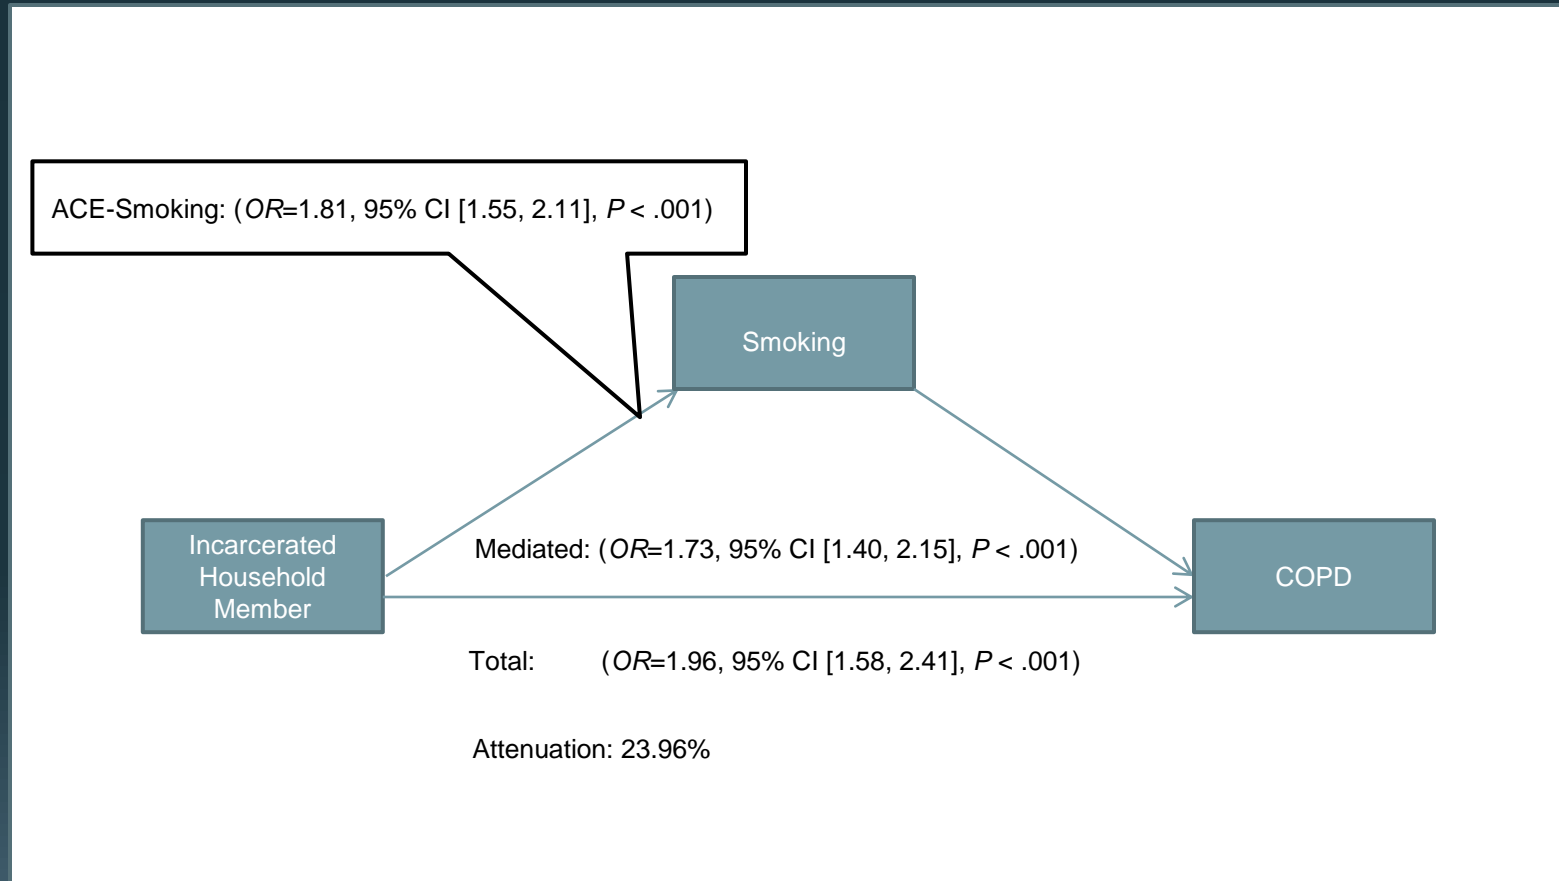 ACE-Smoking: (OR=1.81, 95% CI [1.55, 2.11], P < .001)
Smoking
Incarcerated
Household
Member
Mediated: (OR=1.73, 95% CI [1.40, 2.15], P < .001)
COPD
Total: (OR=1.96, 95% CI [1.58, 2.41], P < .001)
Attenuation: 23.96%